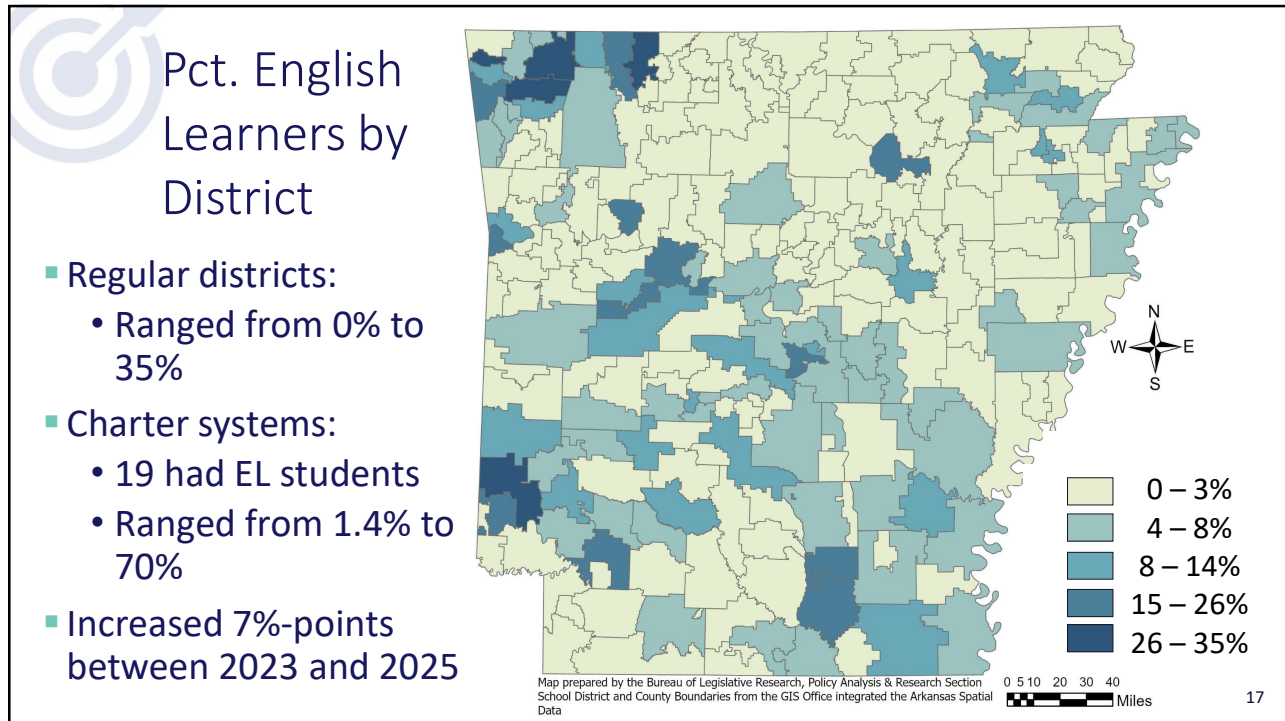 Pct. English
Learners by
District
▪ Regular districts:
• Ranged from 0% to
35%
▪ Charter systems:
• 19 had EL students
• Ranged from 1.4% to
70%
▪ Increased 7%-points
between 2023 and 2025
N
W E
S
0 – 3%
4 – 8%
8 – 14%
15 – 26%
26 – 35%
Map prepared by the Bureau of Legislative Research, Policy Analysis & Research Section
School District and County Boundaries from the GIS Office integrated the Arkansas Spatial
Data
0 5 10 20 30 40
Miles
17